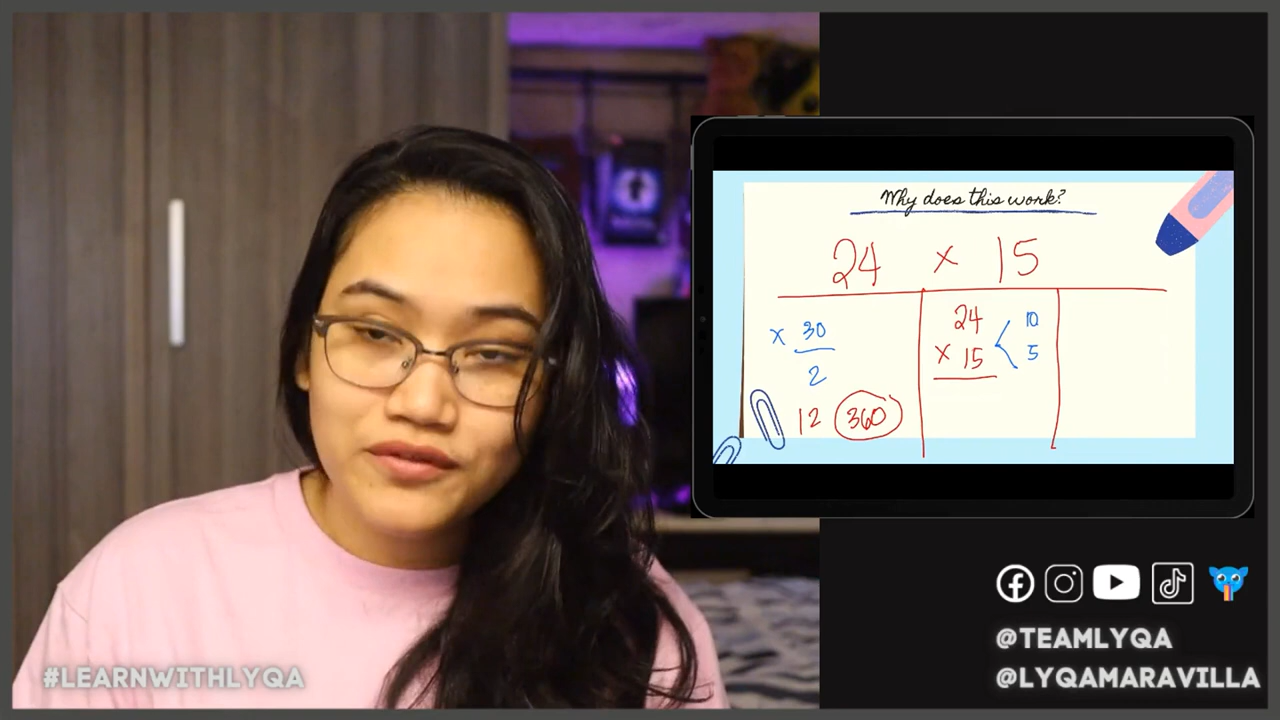 Why does this work?
24 x 15
x 30
2
12 360
24
x 15
10
5
#LEARNWITHLYQA
@TEAMLYQA
@LYQAMARAVILLA